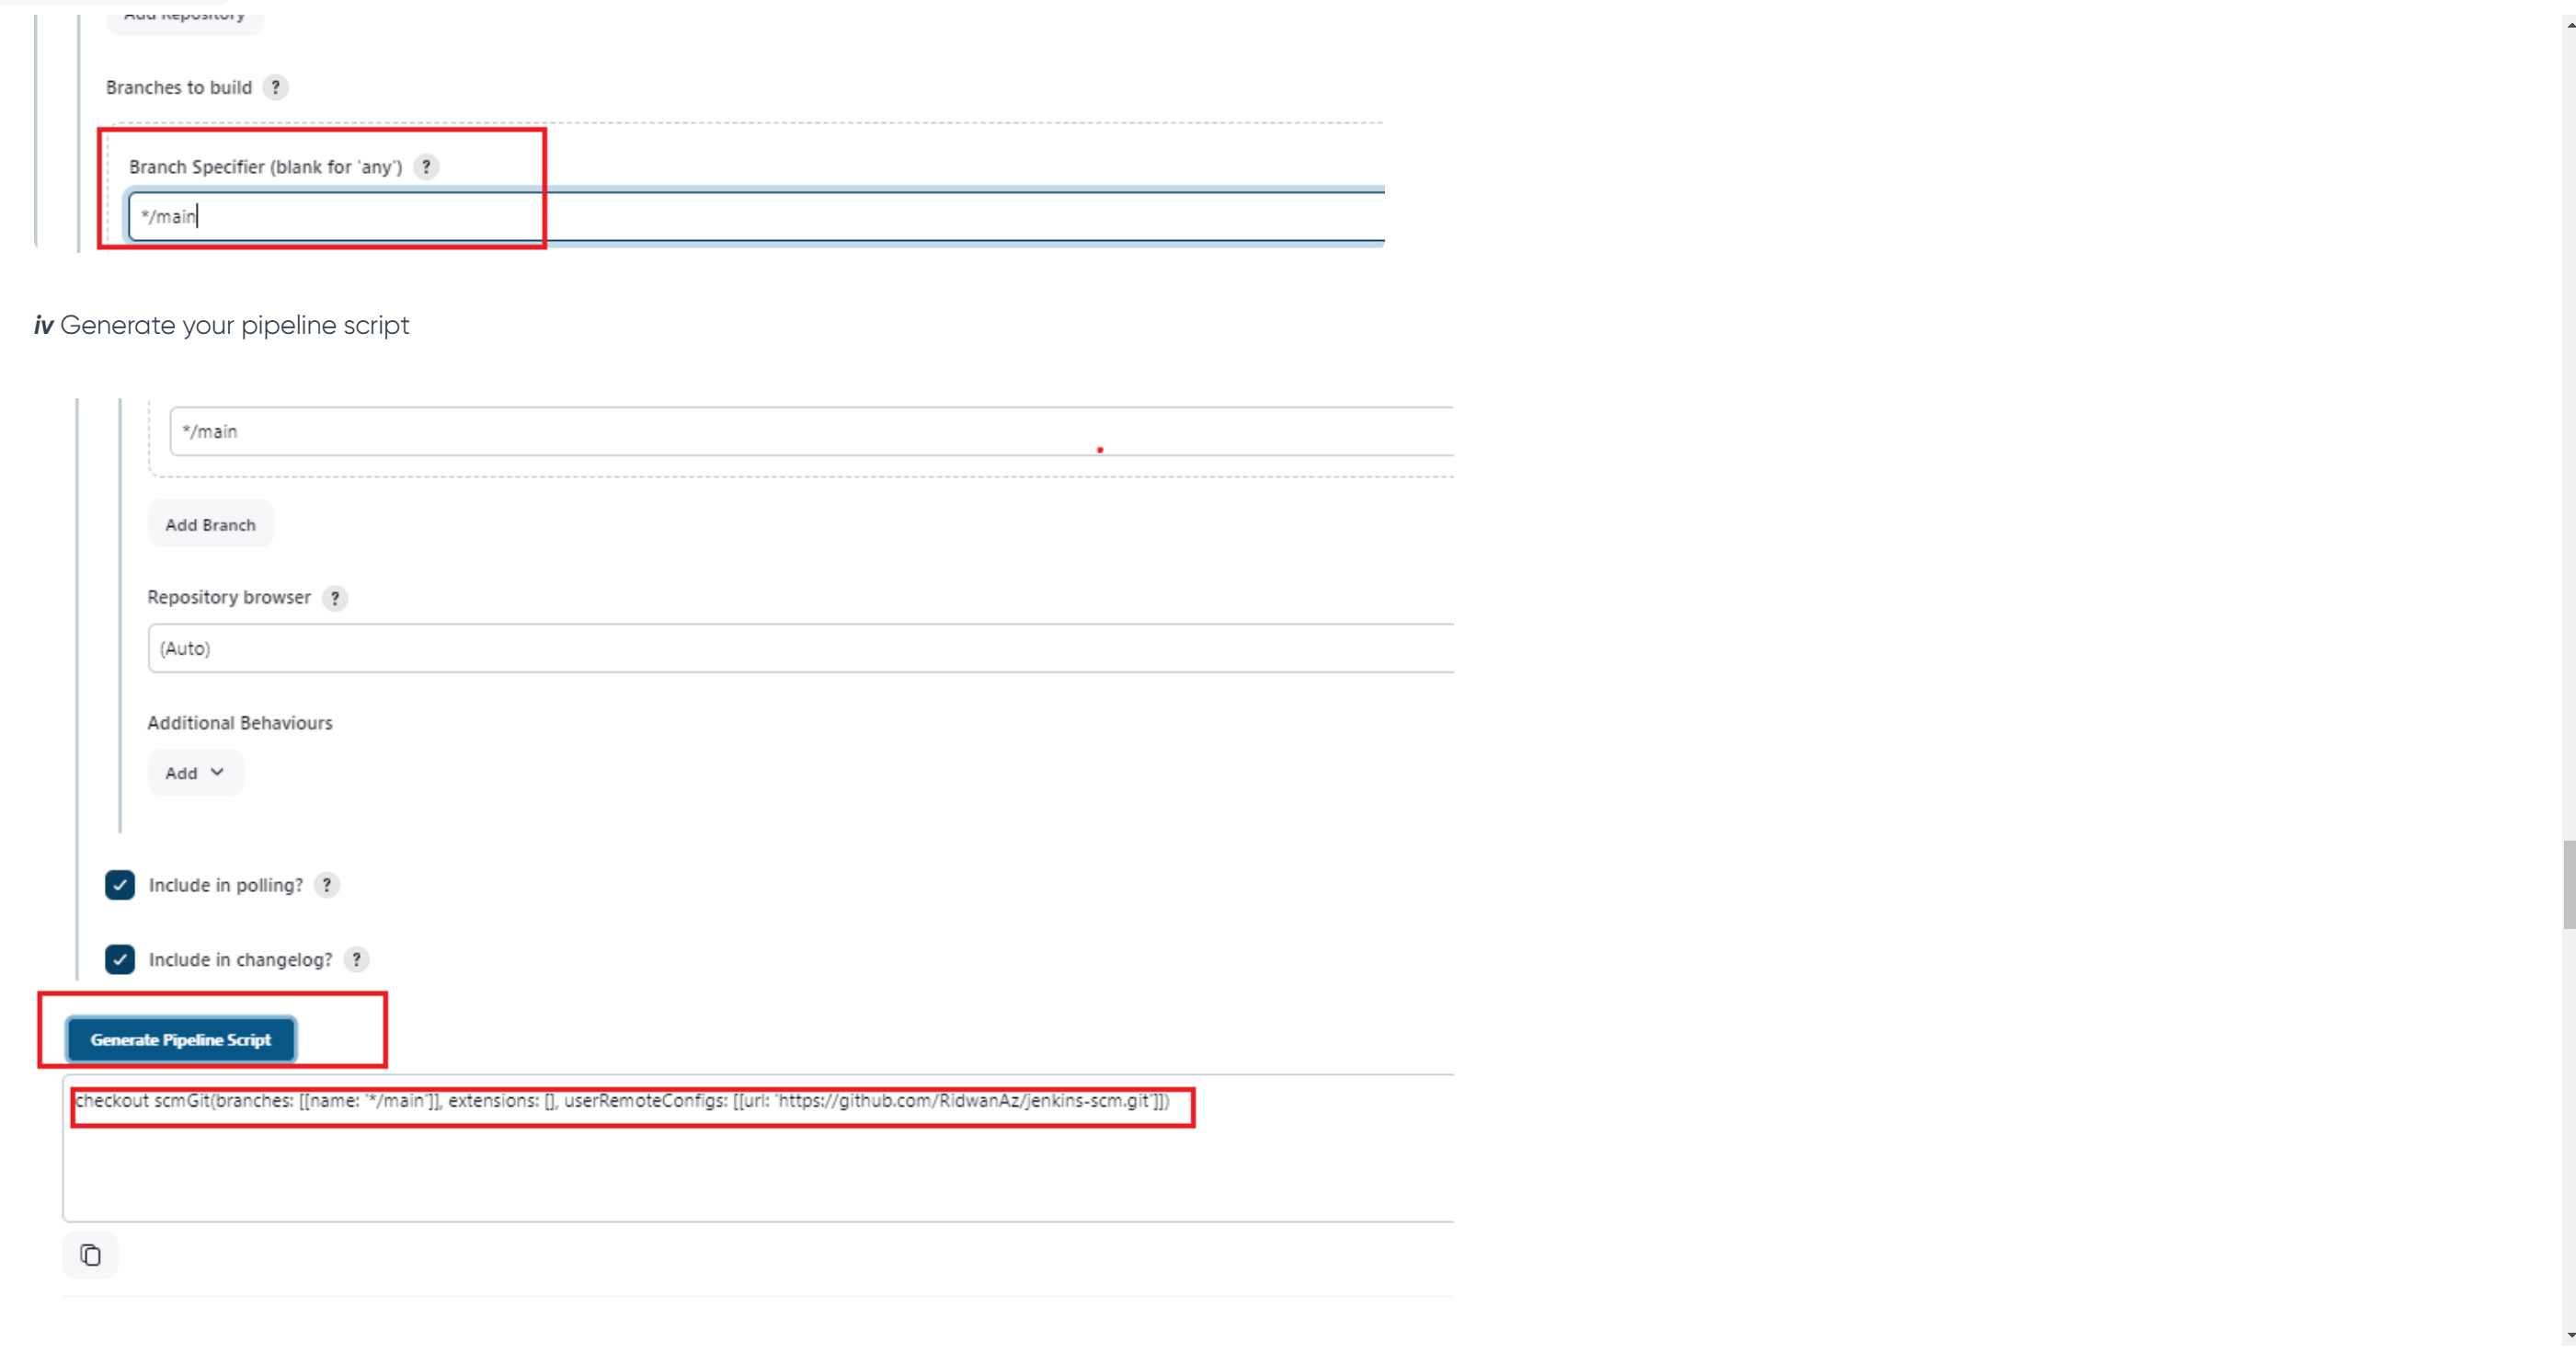 Add Repository
Branches to build ?
Branch Specifier (blank for 'any') ?
*/main
iv Generate your pipeline script
*/main
Add Branch
Repository browser ?
(Auto)
Additional Behaviours
Add
Include in polling? ?
Include in changelog? ?
Generate Pipeline Script
checkout scmGit(branches: [[name: '*/main']], extensions: [], userRemoteConfigs: [[url: 'https://github.com/RidwanAz/jenkins-scm.git']])